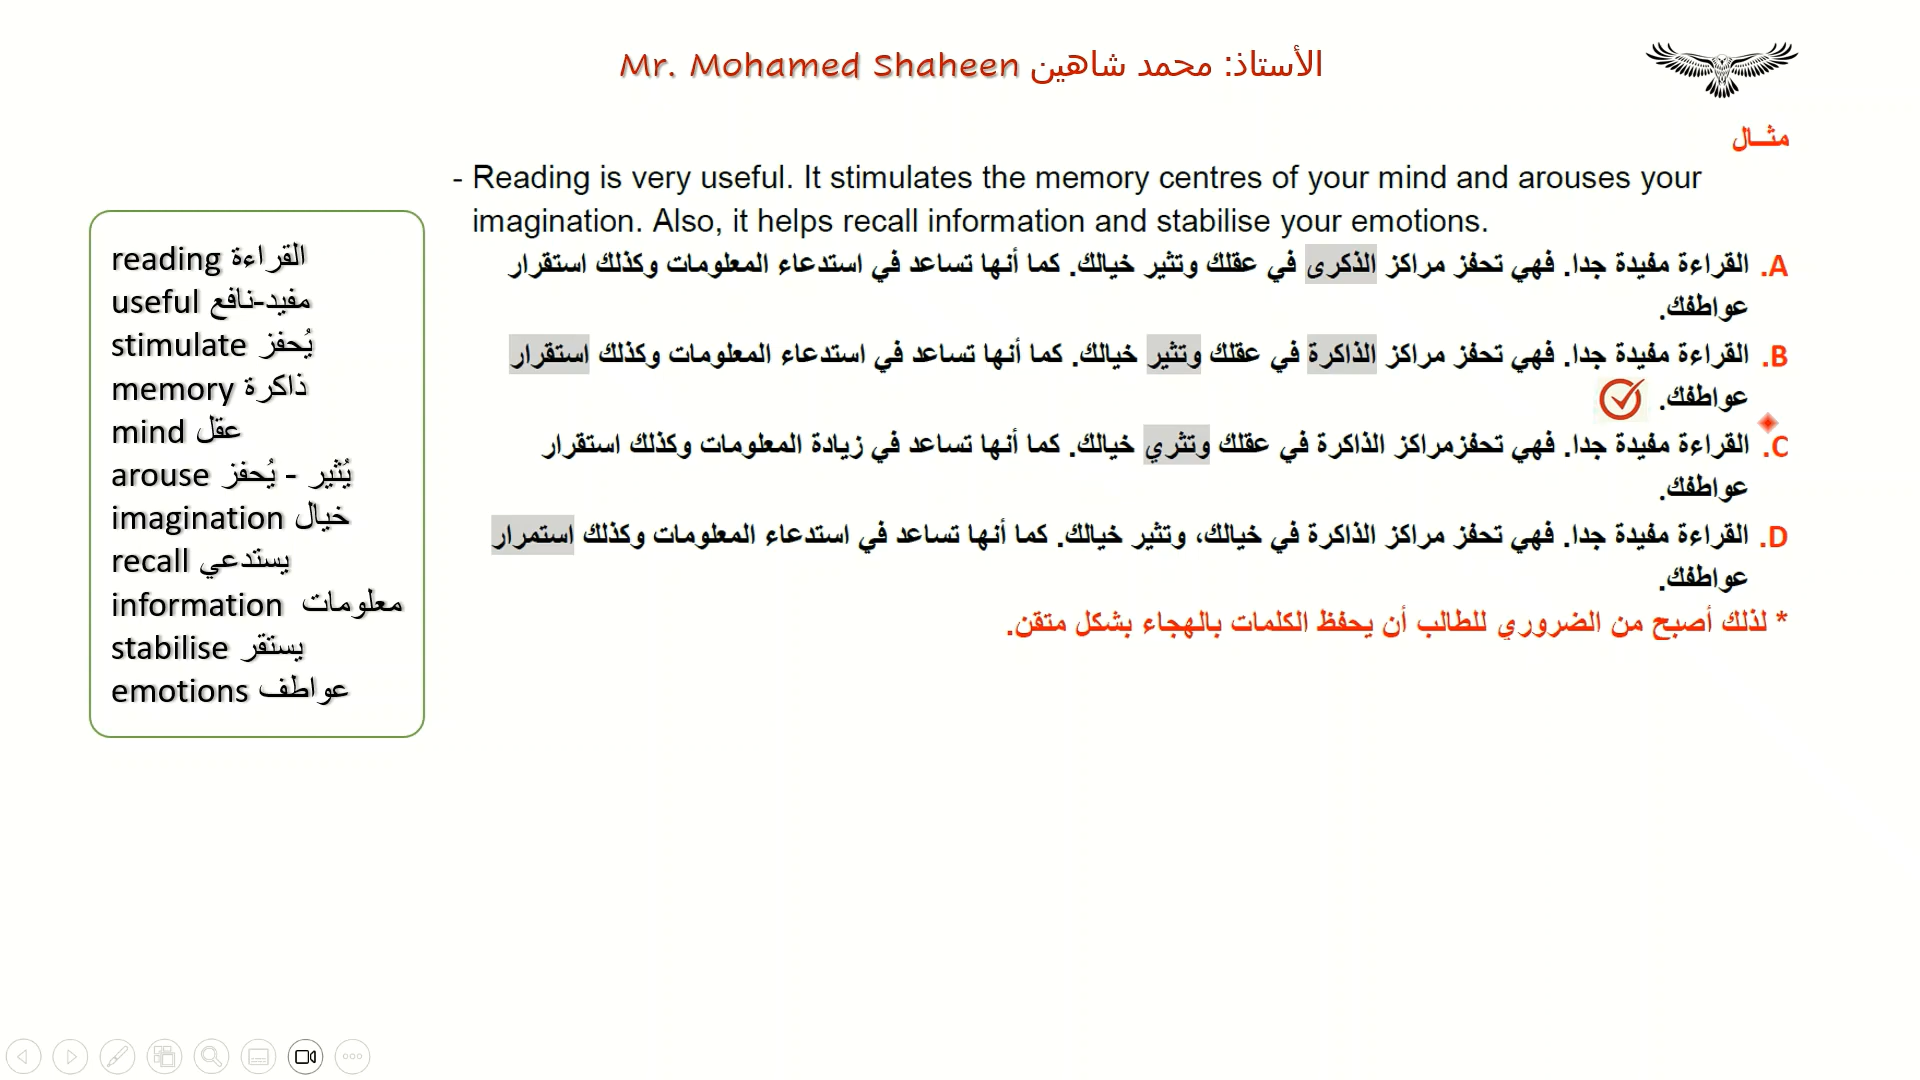 Mr. Mohamed Shaheen الأستاذ: محمد شاهين
مثــال
- Reading is very useful. It stimulates the memory centres of your mind and arouses your
imagination. Also, it helps recall information and stabilise your emotions.
A. القراءة مفيدة جدا. فهي تحفز مراكز الذكرى في عقلك وتثير خيالك. كما أنها تساعد في استدعاء المعلومات وكذلك استقرار
عواطفك.
B. القراءة مفيدة جدا. فهي تحفز مراكز الذاكرة في عقلك وتثير خيالك. كما أنها تساعد في استدعاء المعلومات وكذلك استقرار
عواطفك.
C. القراءة مفيدة جدا. فهي تحفزمراكز الذاكرة في عقلك وتثري خيالك. كما أنها تساعد في زيادة المعلومات وكذلك استقرار
عواطفك.
D. القراءة مفيدة جدا. فهي تحفز مراكز الذاكرة في خيالك، وتثير خيالك. كما أنها تساعد في استدعاء المعلومات وكذلك استمرار
عواطفك.
* لذلك أصبح من الضروري للطالب أن يحفظ الكلمات بالهجاء بشكل متقن.
reading القراءة
useful مفيد-نافع
stimulate يُحفز
memory ذاكرة
mind عقل
arouse يُثير - يُحفز
imagination خيال
recall يستدعي
information معلومات
stabilise يستقر
emotions عواطف